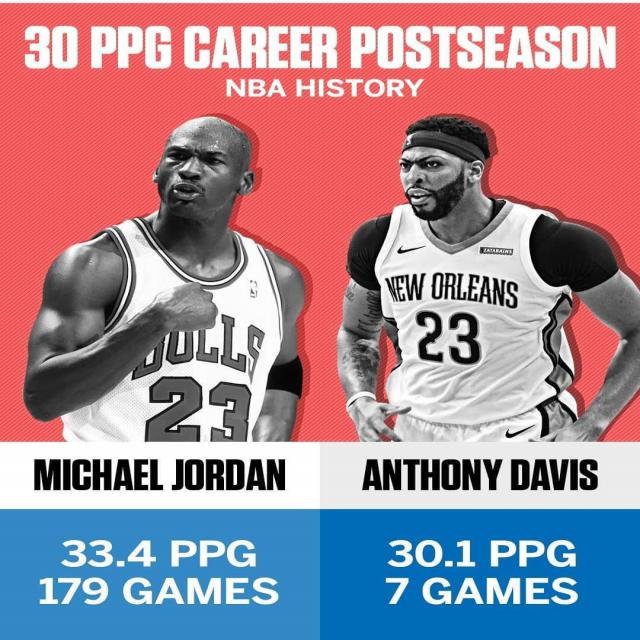 30 PPG CAREER POSTSEASON
NBA HISTORY
BULLS
23
ZATARAIN'S
NEW ORLEANS
23
MICHAEL JORDAN
ANTHONY DAVIS
33.4 PPG
179 GAMES
30.1 PPG
7 GAMES